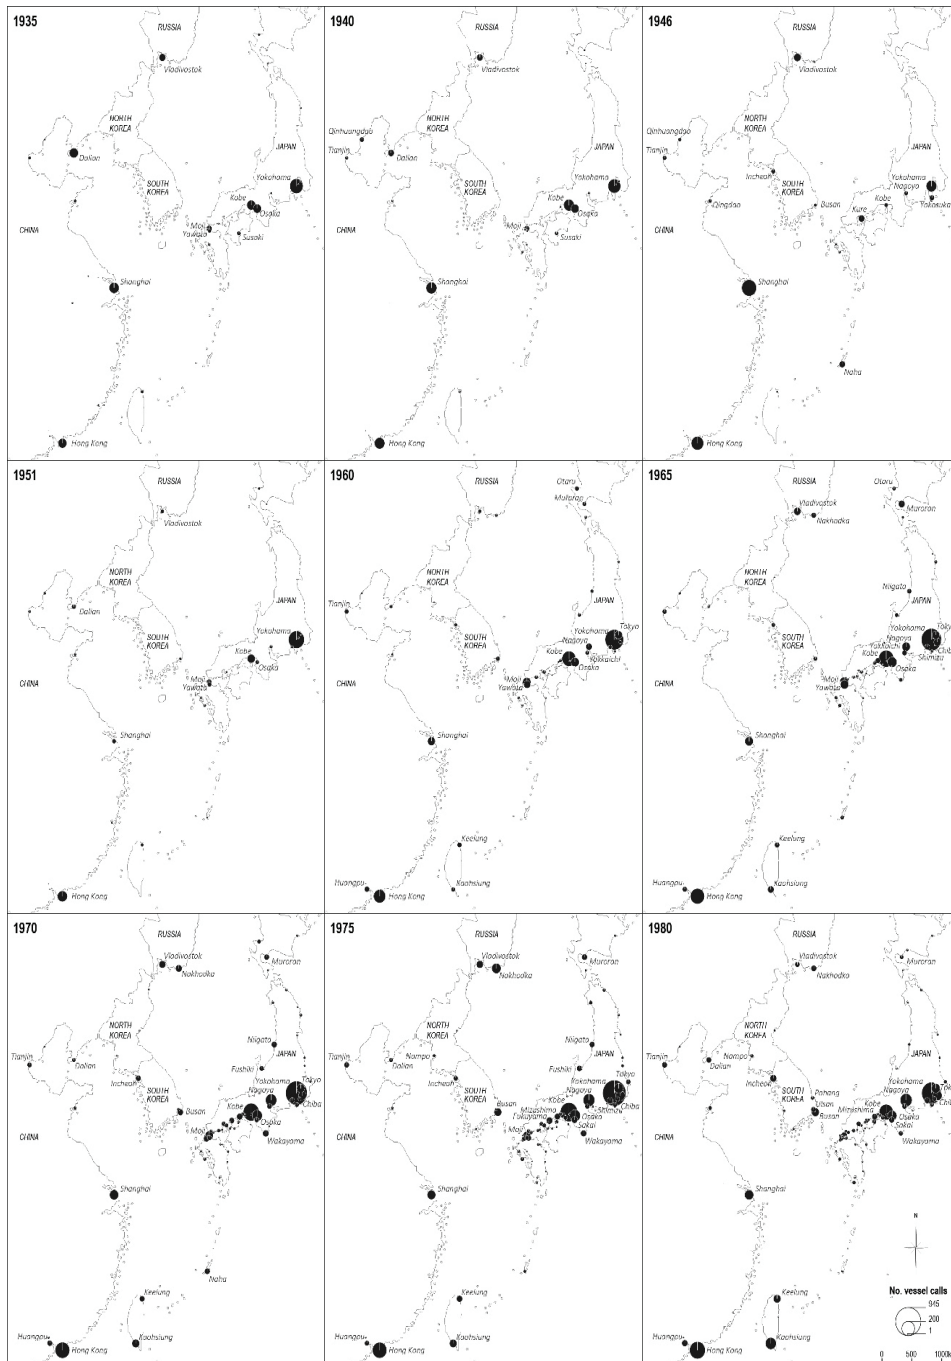 1935
RUSSIA
Vladivostok
NORTH
KOREA
Dalian
JAPAN
SOUTH
KOREA
Yokohama
Kobe
Osaka
Moji
Yawata
Susaki
CHINA
Shanghai
Hong Kong
1940
RUSSIA
Vladivostok
NORTH
KOREA
Qinhuangdao
Tianjin
Dalian
JAPAN
SOUTH
KOREA
Yokohama
Kobe
Osaka
Moji
Susaki
CHINA
Shanghai
Hong Kong
1946
RUSSIA
Vladivostok
NORTH
KOREA
Qinhuangdao
Tianjin
JAPAN
Incheon
SOUTH
KOREA
Yokohama
Nagoya
Kobe
Yokosuka
Qingdao
Busan
Kure
CHINA
Shanghai
Naha
Hong Kong
1951
RUSSIA
Vladivostok
NORTH
KOREA
Dalian
JAPAN
SOUTH
KOREA
Yokohama
Kobe
Osaka
Moji
Yawata
CHINA
Shanghai
Hong Kong
1960
RUSSIA
Otaru
Muroran
NORTH
KOREA
Tianjin
JAPAN
SOUTH
KOREA
Yokohama
Tokyo
Nagoya
Kobe
Yokkaichi
Osaka
Moji
Yawata
CHINA
Shanghai
Keelung
Huangpu
Kaohsiung
Hong Kong
1965
RUSSIA
Otaru
Vladivostok
Muroran
Nakhodka
NORTH
KOREA
Niigata
JAPAN
SOUTH
KOREA
Yokohama
Toky
Nagoya
Yokkaichi
Kobe
Chib
Shimizu
Osaka
Moji
Yawata
CHINA
Shanghai
Keelung
Huangpu
Kaohsiung
Hong Kong
1970
RUSSIA
Vladivostok
Muroran
Nakhodka
NORTH
KOREA
Niigata
JAPAN
Tianjin
Dalian
Fushiki
Incheon
SOUTH
KOREA
Yokohama
Tokyo
Nagoya
Chiba
Kobe
Busan
Osaka
Moji
Wakayama
CHINA
Shanghai
Naha
Keelung
Huangpu
Kaohsiung
Hong Kong
1975
RUSSIA
Vladivostok
Muroran
Nakhodka
NORTH
KOREA
Niigata
JAPAN
Tianjin
Dalian
Nampo
Fushiki
Incheon
SOUTH
KOREA
Yokohama
Tokyo
Nagoya
Chiba
Kobe
Busan
Mizushima
Shimizu
Tokuyama
Osaka
Sakai
Moji
Wakayama
CHINA
Shanghai
Keelung
Huangpu
Kaohsiung
Hong Kong
1980
RUSSIA
Vladivostok
Muroran
Nakhodka
NORTH
KOREA
JAPAN
Tianjin
Dalian
Nampo
Incheon
SOUTH
KOREA
Pohang
Ulsan
Busan
Yokohama
Nagoya
Kobe
Mizushima
Osaka
Sakai
Wakayama
CHINA
Shanghai
Keelung
Huangpu
Kaohsiung
Hong Kong
N
No. vessel calls
945
200
1
0 500